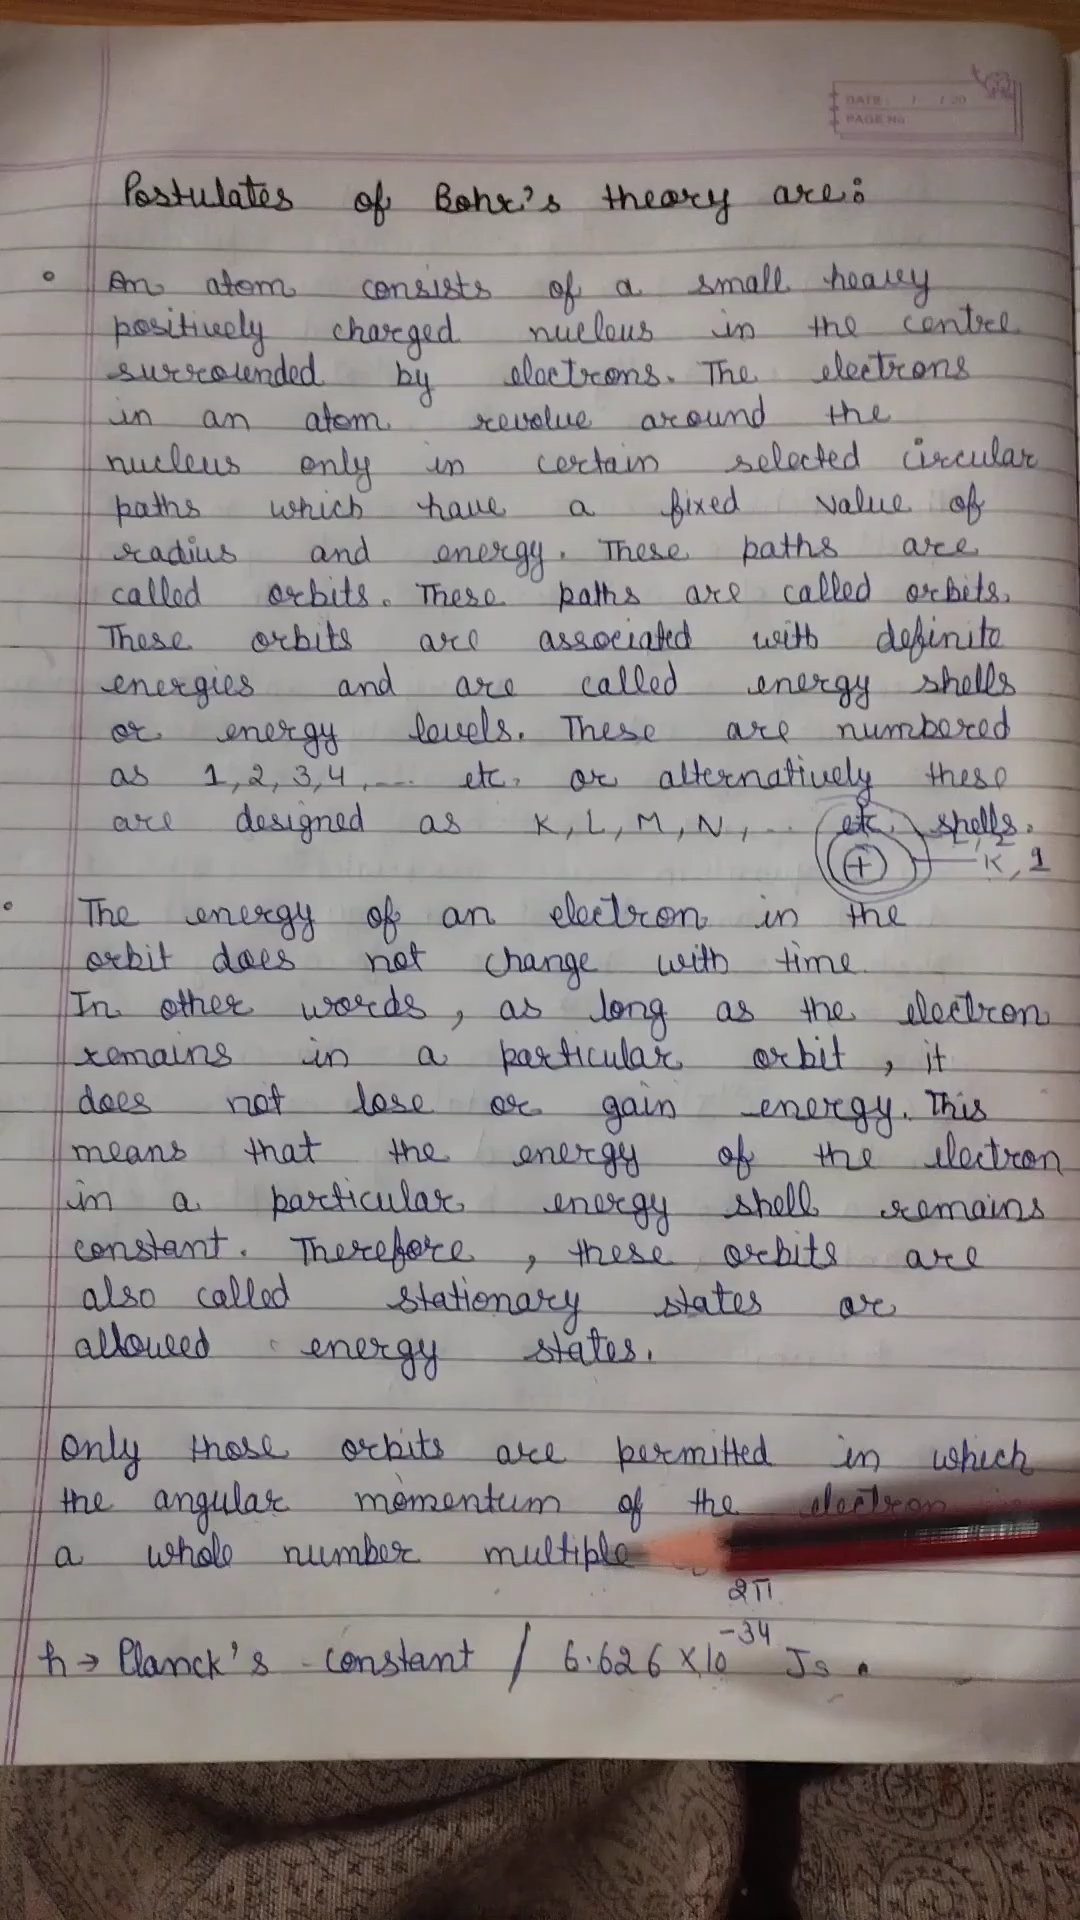 DATE: / / 20
PAGE NO.
Postulates of Bohr's theory are:
An atom consists of a small heavy
positively charged nucleus in the centre
surrounded by electrons. The electrons
in an atom revolve around the
nucleus only in certain selected circular
paths which have a fixed value of
radius and energy. These paths are
called orbits. These paths are called orbits.
These orbits are associated with definite
energies and are called energy shells
or energy levels. These are numbered
as 1, 2, 3, 4, .... etc. or alternatively these
are designed as K, L, M, N, ... etc. shells.
L, 2
+ K, 1
The energy of an electron in the
orbit does not change with time.
In other words, as long as the electron
remains in a particular orbit, it
does not lose or gain energy. This
means that the energy of the electron
in a particular energy shell remains
constant. Therefore, these orbits are
also called stationary states or
allowed energy states.
Only those orbits are permitted in which
the angular momentum of the electron
a whole number multiple
2π
h → Planck's constant / 6.626 × 10⁻³⁴ Js.